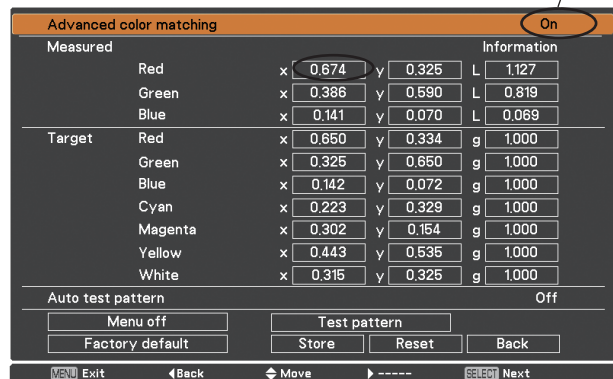 Advanced color matching On
Measured Information
Red x 0.674 y 0.325 L 1.127
Green x 0.386 y 0.590 L 0.819
Blue x 0.141 y 0.070 L 0.069
Target Red x 0.650 y 0.334 g 1.000
Green x 0.325 y 0.650 g 1.000
Blue x 0.142 y 0.072 g 1.000
Cyan x 0.223 y 0.329 g 1.000
Magenta x 0.302 y 0.154 g 1.000
Yellow x 0.443 y 0.535 g 1.000
White x 0.315 y 0.325 g 1.000
Auto test pattern Off
Menu off Test pattern
Factory default Store Reset Back
MENU Exit Back Move ----- SELECT Next